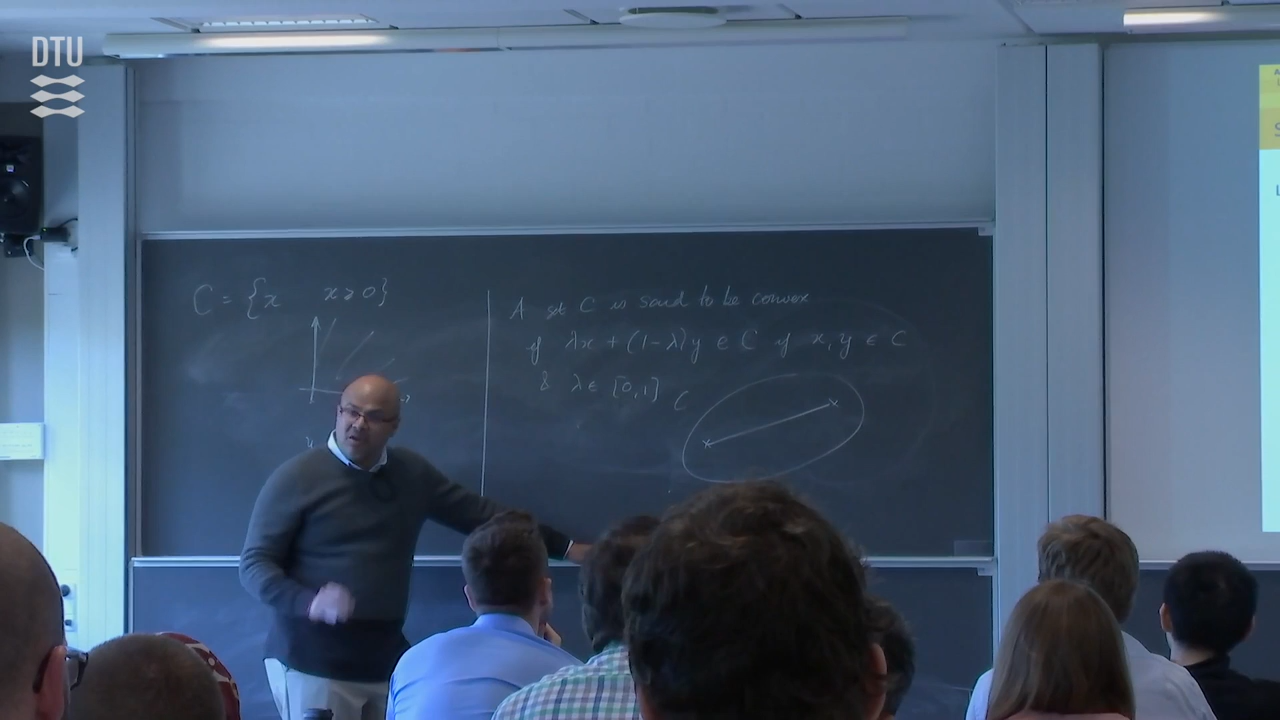 DTU
C = {x   x ≥ 0}
A set C is said to be convex
if λx + (1-λ)y ∈ C if x, y ∈ C
& λ ∈ [0,1]
C